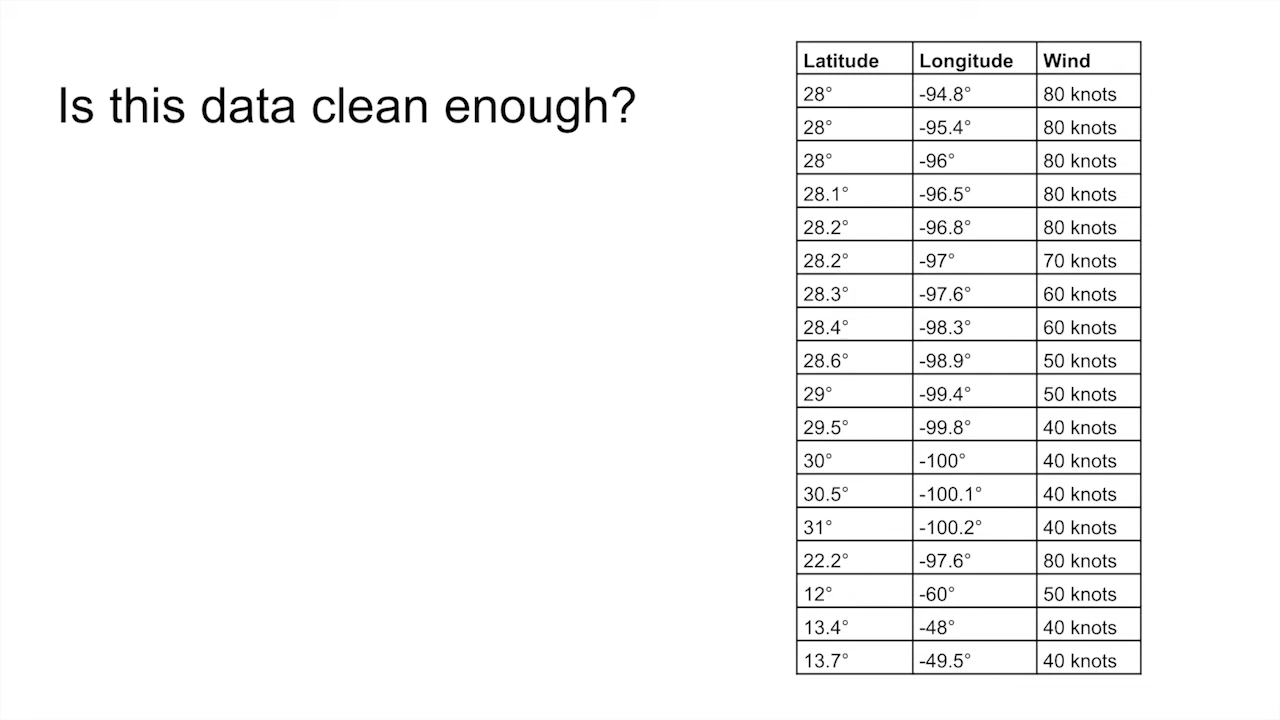 Is this data clean enough?
Latitude Longitude Wind
28° -94.8° 80 knots
28° -95.4° 80 knots
28° -96° 80 knots
28.1° -96.5° 80 knots
28.2° -96.8° 80 knots
28.2° -97° 70 knots
28.3° -97.6° 60 knots
28.4° -98.3° 60 knots
28.6° -98.9° 50 knots
29° -99.4° 50 knots
29.5° -99.8° 40 knots
30° -100° 40 knots
30.5° -100.1° 40 knots
31° -100.2° 40 knots
22.2° -97.6° 80 knots
12° -60° 50 knots
13.4° -48° 40 knots
13.7° -49.5° 40 knots